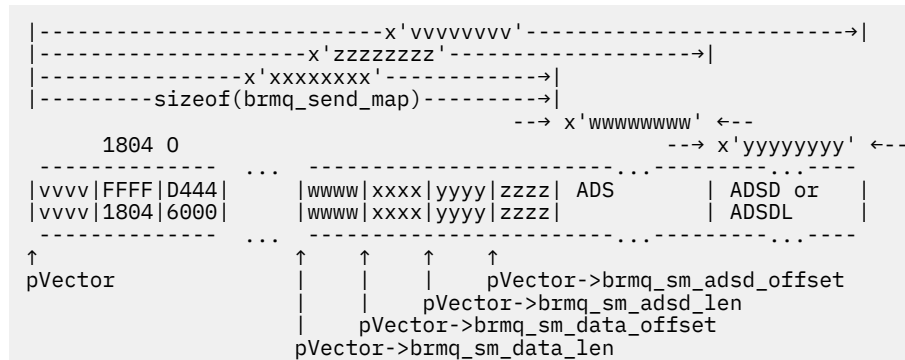 |---------------------------x'vvvvvvvv'-------------------------→|
|---------------------x'zzzzzzzz'-------------------→|
|----------------x'xxxxxxxx'------------→|
|---------sizeof(brmq_send_map)---------→|
--→ x'wwwwwwww' ←--
1804 O --→ x'yyyyyyyy' ←--
-------------- ... ------------------------...---------...----
|vvvv|FFFF|D444| |wwww|xxxx|yyyy|zzzz| ADS | ADSD or |
|vvvv|1804|6000| |wwww|xxxx|yyyy|zzzz| | ADSDL |
-------------- ... ------------------------...---------...----
↑ ↑ ↑ ↑ ↑
pVector | | | pVector->brmq_sm_adsd_offset
| | pVector->brmq_sm_adsd_len
| pVector->brmq_sm_data_offset
pVector->brmq_sm_data_len